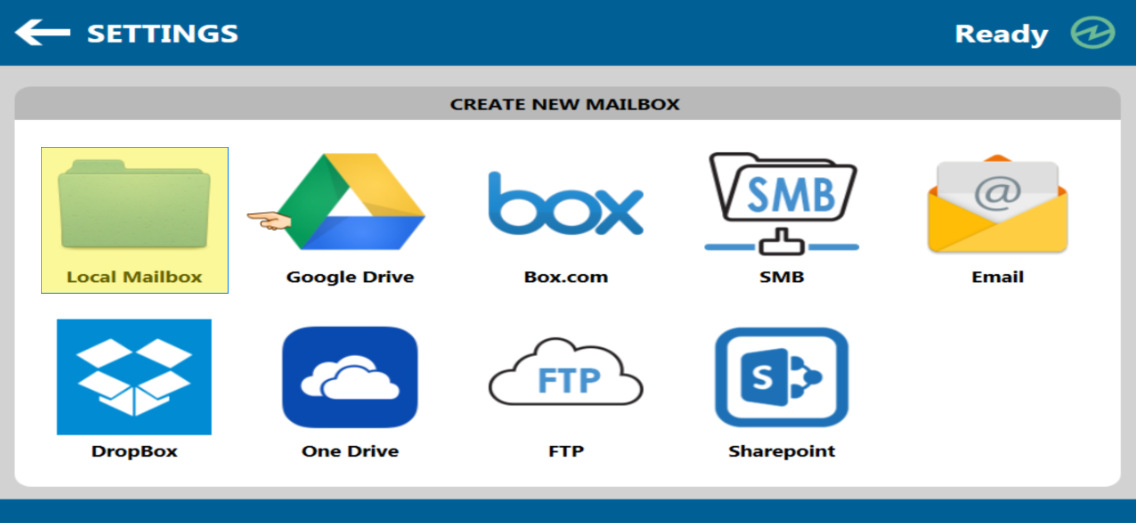 SETTINGS
Ready
CREATE NEW MAILBOX
box
SMB
@
Local Mailbox
Google Drive
Box.com
SMB
Email
FTP
S
DropBox
One Drive
FTP
Sharepoint